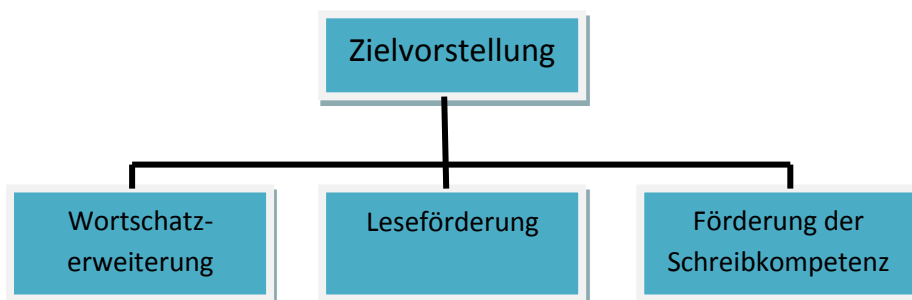 Zielvorstellung
Wortschatz-
erweiterung
Leseförderung
Förderung der
Schreibkompetenz